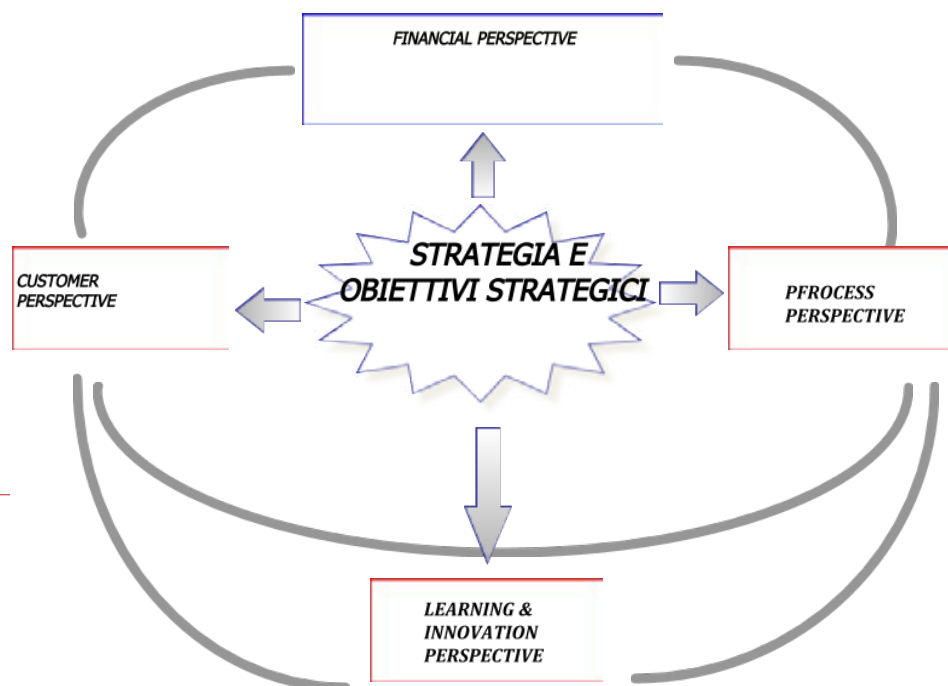 FINANCIAL PERSPECTIVE
STRATEGIA E
OBIETTIVI STRATEGICI
CUSTOMER
PERSPECTIVE
PFROCESS
PERSPECTIVE
LEARNING &
INNOVATION
PERSPECTIVE